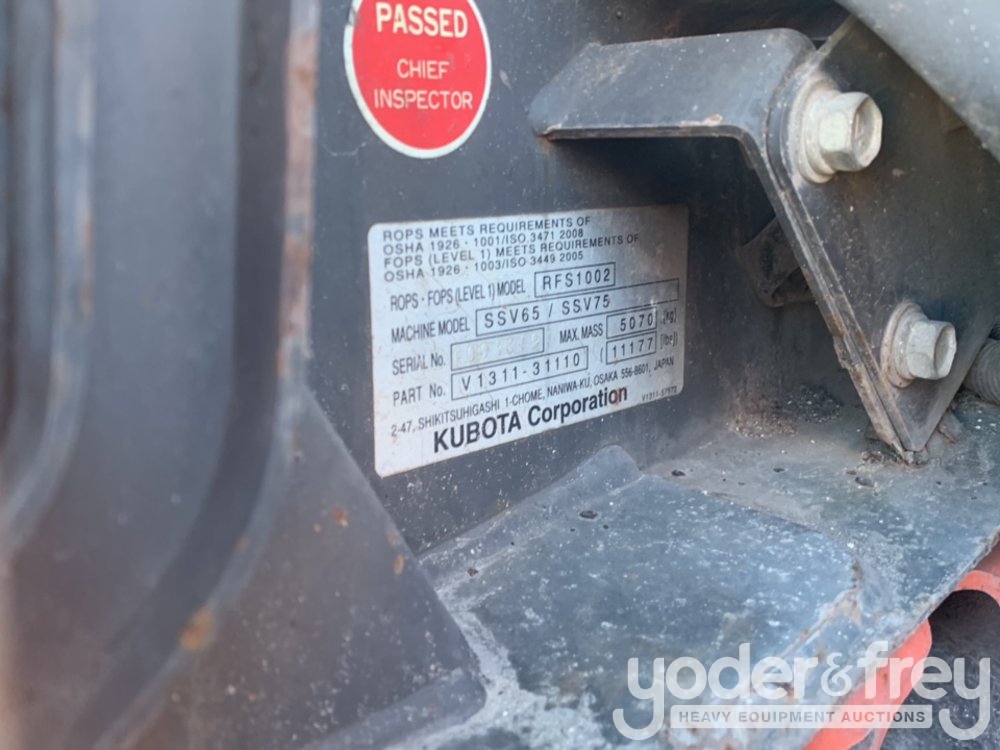 PASSED
CHIEF
INSPECTOR
ROPS MEETS REQUIREMENTS OF
OSHA 1926 · 1001/ISO.3471 2008
FOPS (LEVEL 1) MEETS REQUIREMENTS OF
OSHA 1926 · 1003/ISO·3449 2005
ROPS · FOPS (LEVEL 1) MODEL RFS1002
MACHINE MODEL SSV65 / SSV75
SERIAL No. MAX. MASS 5070 [kg]
PART No. V1311-31110 ( 11177 [lbs])
2-47, SHIKITSUHIGASHI 1-CHOME, NANIWA-KU, OSAKA 556-8601, JAPAN
KUBOTA Corporation
yoder&frey
HEAVY EQUIPMENT AUCTIONS